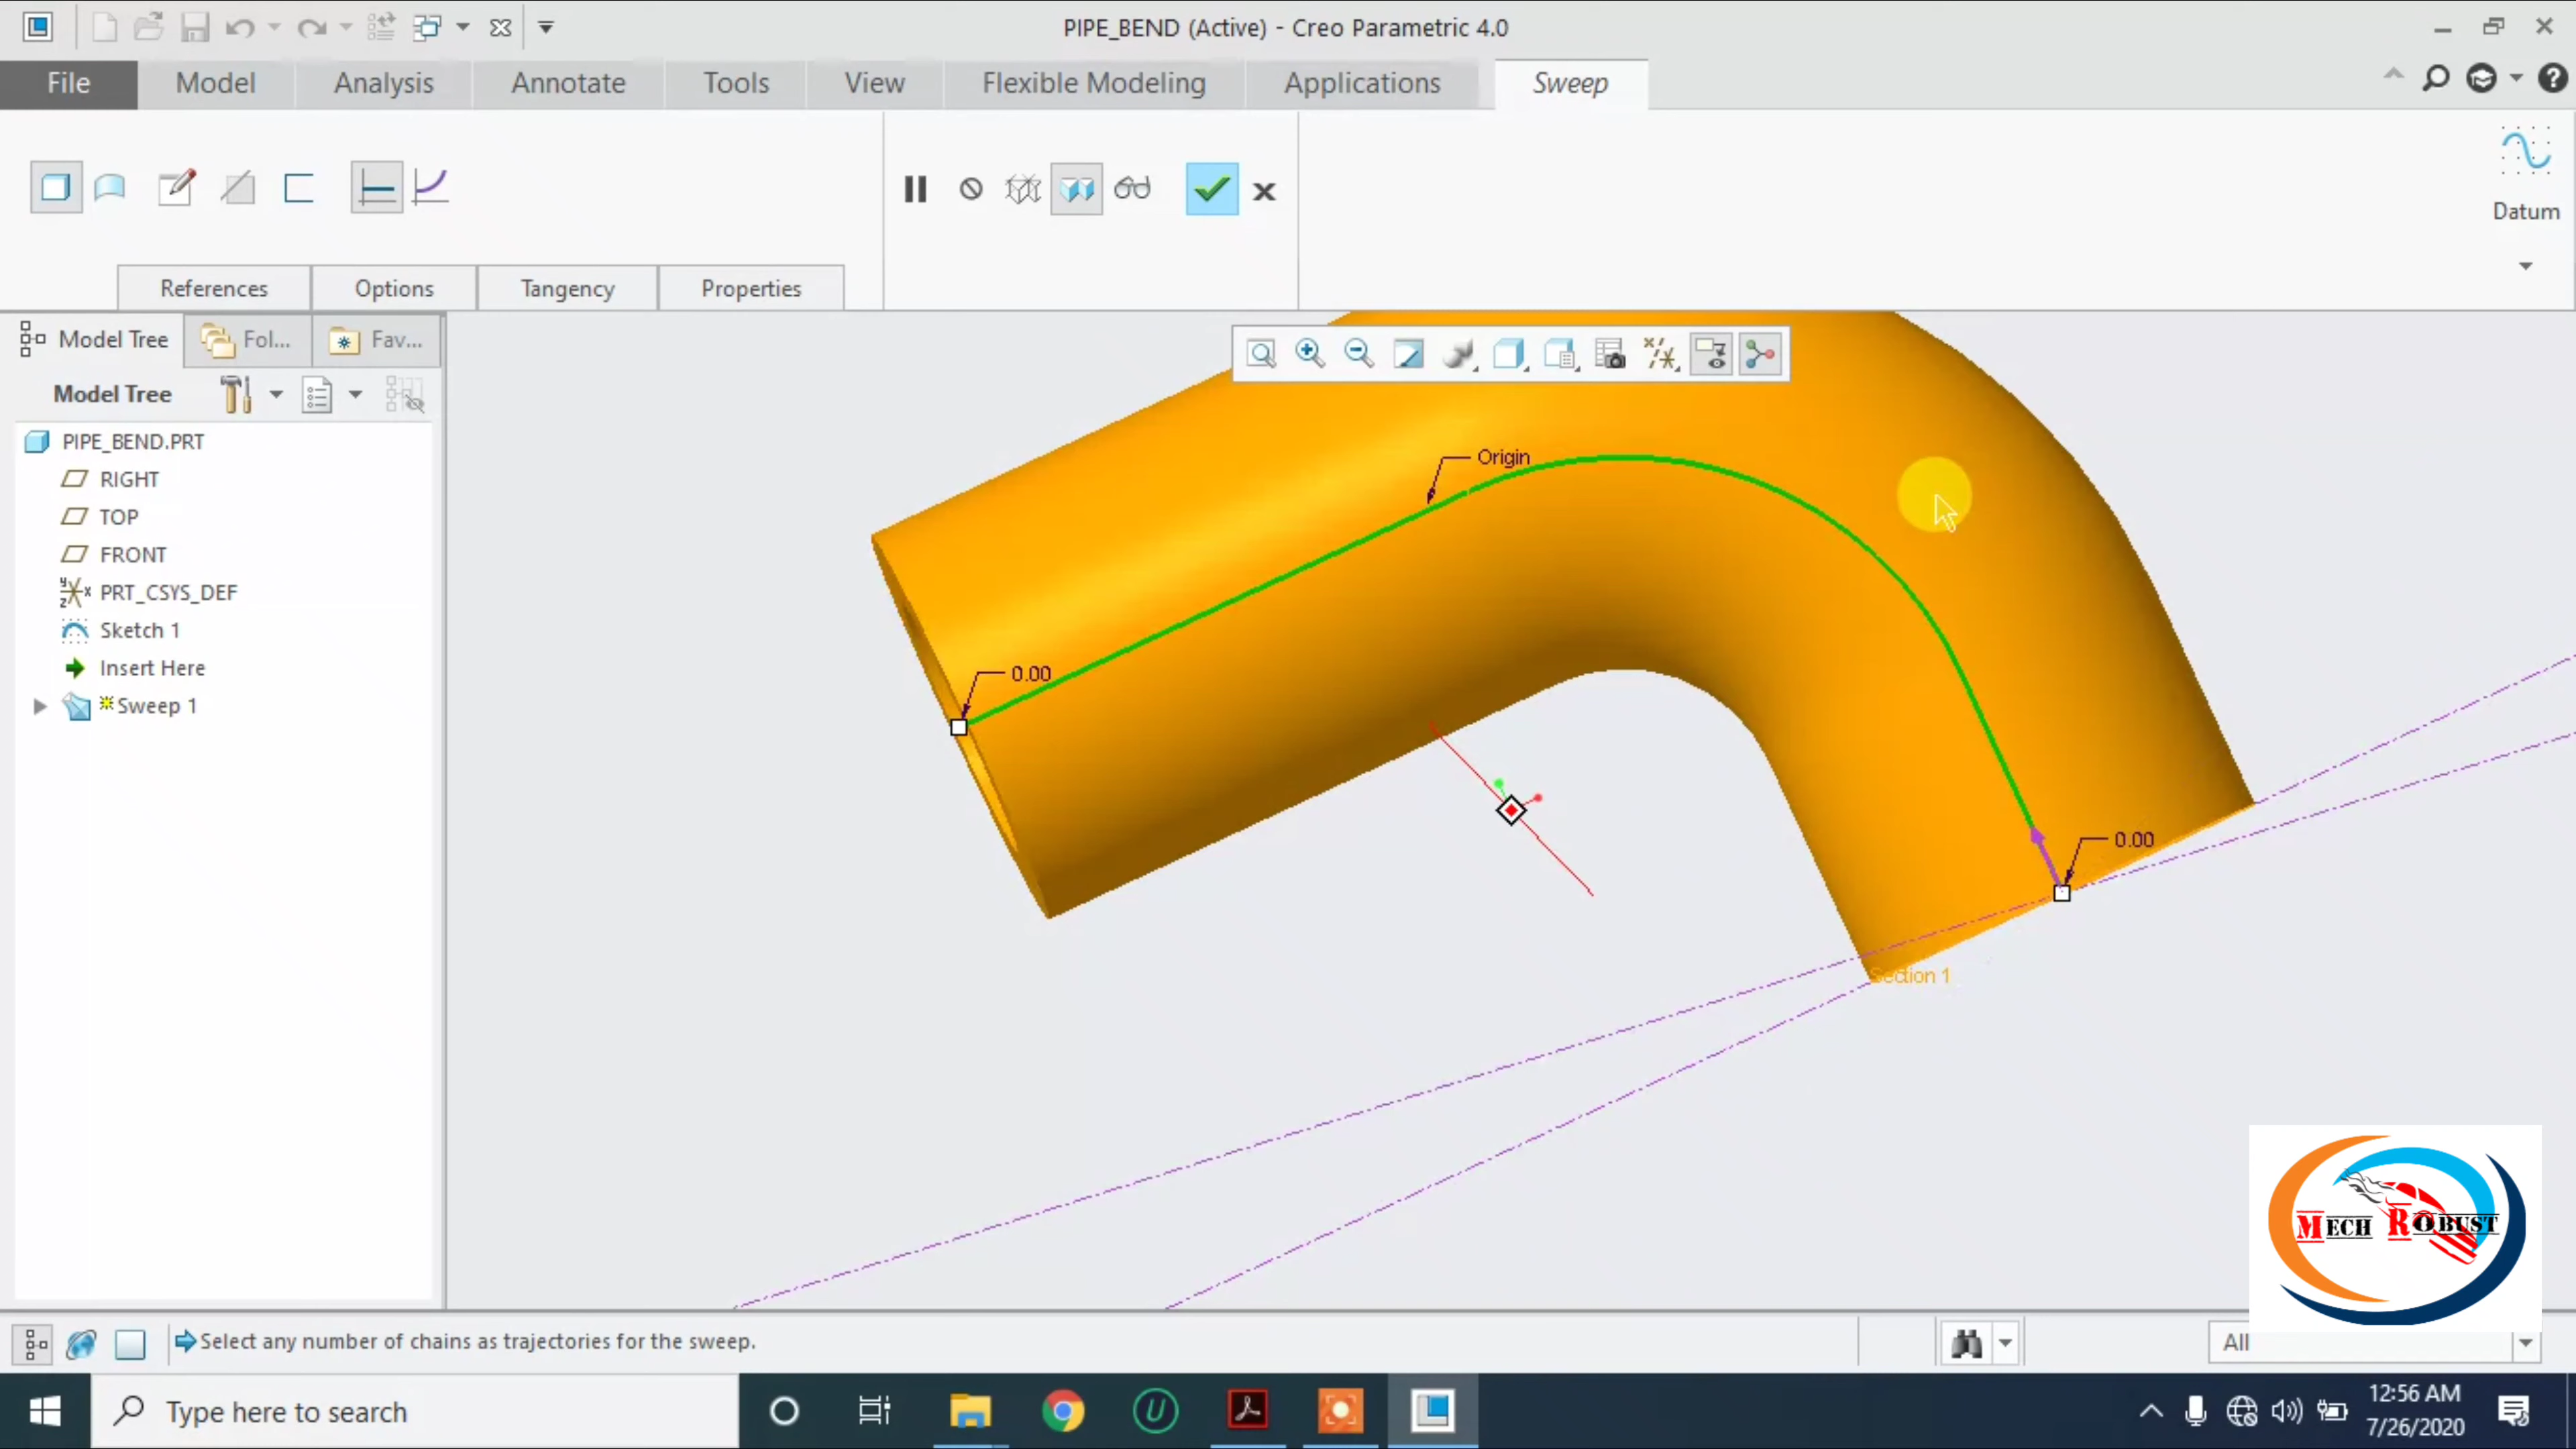 PIPE_BEND (Active) - Creo Parametric 4.0
File
Model
Analysis
Annotate
Tools
View
Flexible Modeling
Applications
Sweep
Datum
References
Options
Tangency
Properties
Model Tree
Fol...
Fav...
Model Tree
PIPE_BEND.PRT
RIGHT
TOP
FRONT
PRT_CSYS_DEF
Sketch 1
Insert Here
Sweep 1
Origin
0.00
0.00
Section 1
MECH ROBUST
Select any number of chains as trajectories for the sweep.
All
Type here to search
12:56 AM
7/26/2020